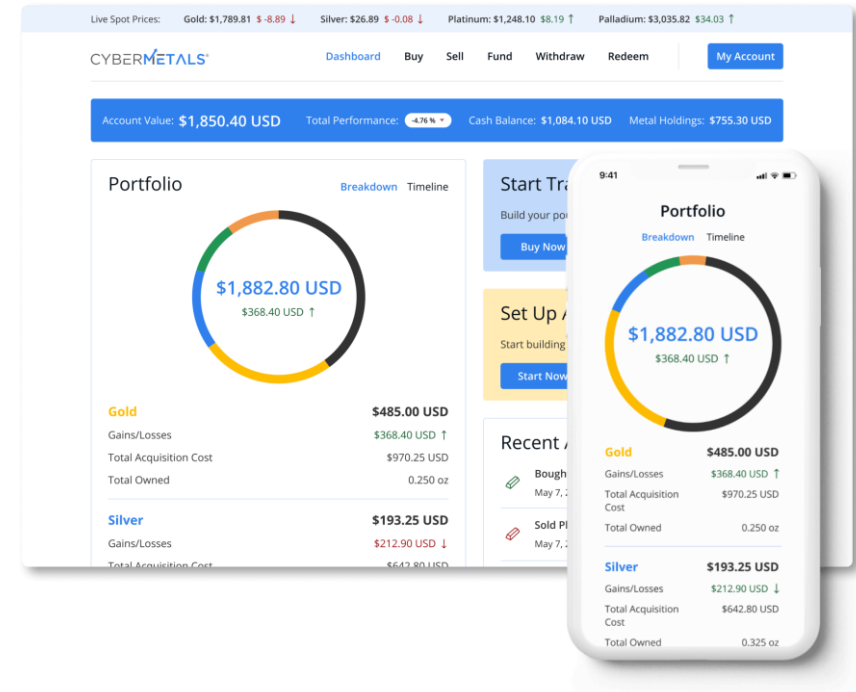 Live Spot Prices: Gold: $1,789.81 $ -8.89 ↓ Silver: $26.89 $ -0.08 ↓ Platinum: $1,248.10 $8.19 ↑ Palladium: $3,035.82 $34.03 ↑
CYBERMETALS Dashboard Buy Sell Fund Withdraw Redeem My Account
Account Value: $1,850.40 USD Total Performance: -4.76 % ▼ Cash Balance: $1,084.10 USD Metal Holdings: $755.30 USD
Portfolio Breakdown Timeline
$1,882.80 USD
$368.40 USD ↑
Gold $485.00 USD
Gains/Losses $368.40 USD ↑
Total Acquisition Cost $970.25 USD
Total Owned 0.250 oz
Silver $193.25 USD
Gains/Losses $212.90 USD ↓
Total Acquisition Cost $642.80 USD
Start
Build your
Buy Now
Set Up
Start building
Start Now
Recent
Bought
May 7,
Sold
May 7,
9:41
Portfolio
Breakdown Timeline
$1,882.80 USD
$368.40 USD ↑
Gold $485.00 USD
Gains/Losses $368.40 USD ↑
Total Acquisition $970.25 USD
Cost
Total Owned 0.250 oz
Silver $193.25 USD
Gains/Losses $212.90 USD ↓
Total Acquisition $642.80 USD
Cost
Total Owned 0.325 oz